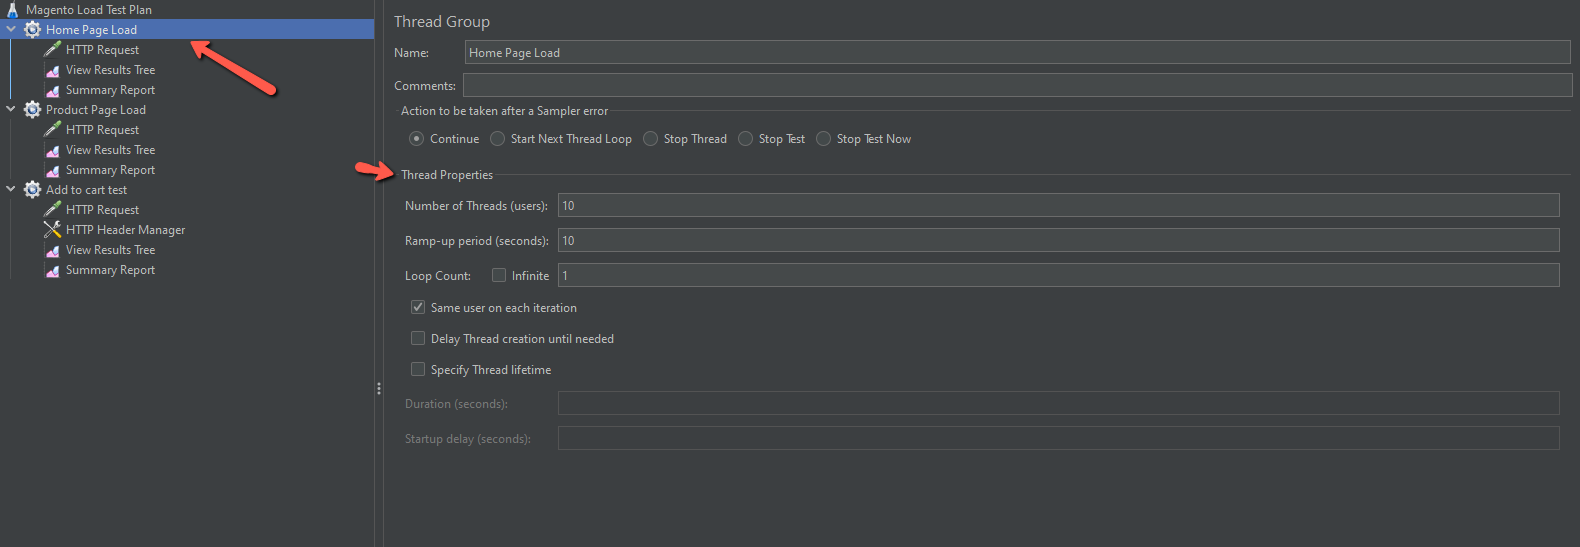 Magento Load Test Plan
Home Page Load
HTTP Request
View Results Tree
Summary Report
Product Page Load
HTTP Request
View Results Tree
Summary Report
Add to cart test
HTTP Request
HTTP Header Manager
View Results Tree
Summary Report
Thread Group
Name: Home Page Load
Comments:
Action to be taken after a Sampler error
Continue Start Next Thread Loop Stop Thread Stop Test Stop Test Now
Thread Properties
Number of Threads (users): 10
Ramp-up period (seconds): 10
Loop Count: Infinite 1
Same user on each iteration
Delay Thread creation until needed
Specify Thread lifetime
Duration (seconds):
Startup delay (seconds):